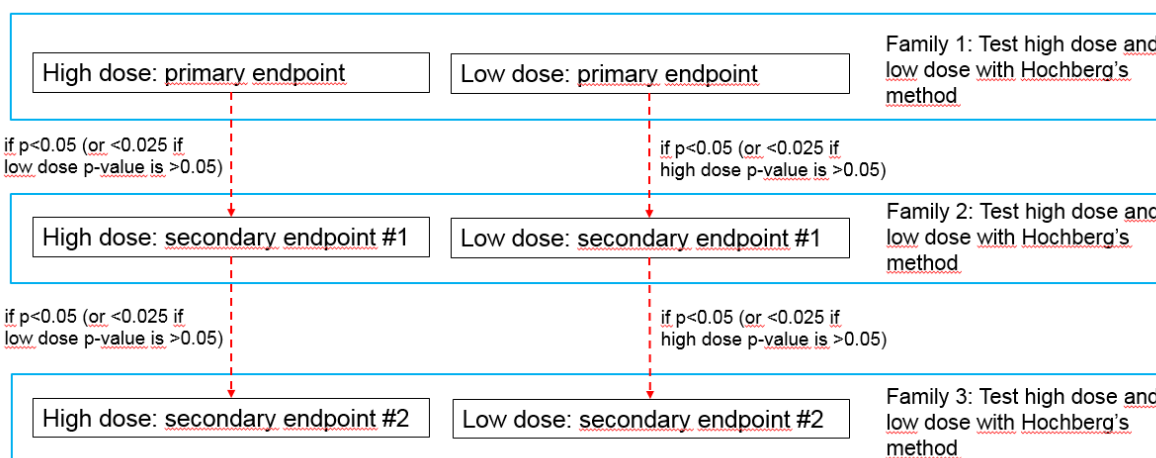 High dose: primary endpoint
Low dose: primary endpoint
Family 1: Test high dose and
low dose with Hochberg's
method
if p<0.05 (or <0.025 if
low dose p-value is >0.05)
if p<0.05 (or <0.025 if
high dose p-value is >0.05)
High dose: secondary endpoint #1
Low dose: secondary endpoint #1
Family 2: Test high dose and
low dose with Hochberg's
method
if p<0.05 (or <0.025 if
low dose p-value is >0.05)
if p<0.05 (or <0.025 if
high dose p-value is >0.05)
High dose: secondary endpoint #2
Low dose: secondary endpoint #2
Family 3: Test high dose and
low dose with Hochberg's
method